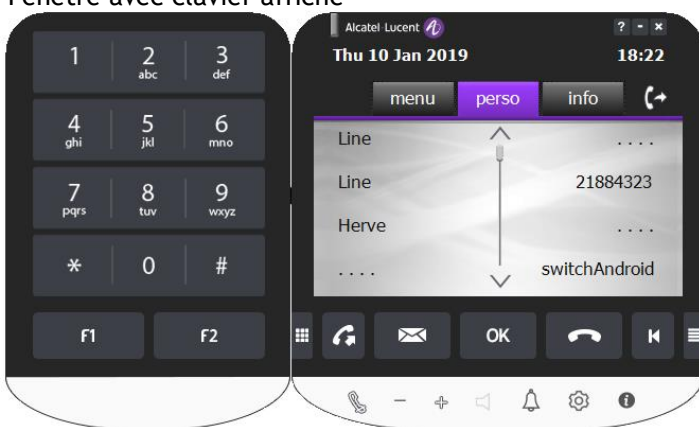 Fenêtre avec clavier affiché
1 2 3
abc def
4 5 6
ghi jkl mno
7 8 9
pqrs tuv wxyz
* 0 #
F1 F2
Alcatel·Lucent
? - ×
Thu 10 Jan 2019 18:22
menu perso info
Line ....
Line 21884323
Herve ....
.... switchAndroid
OK